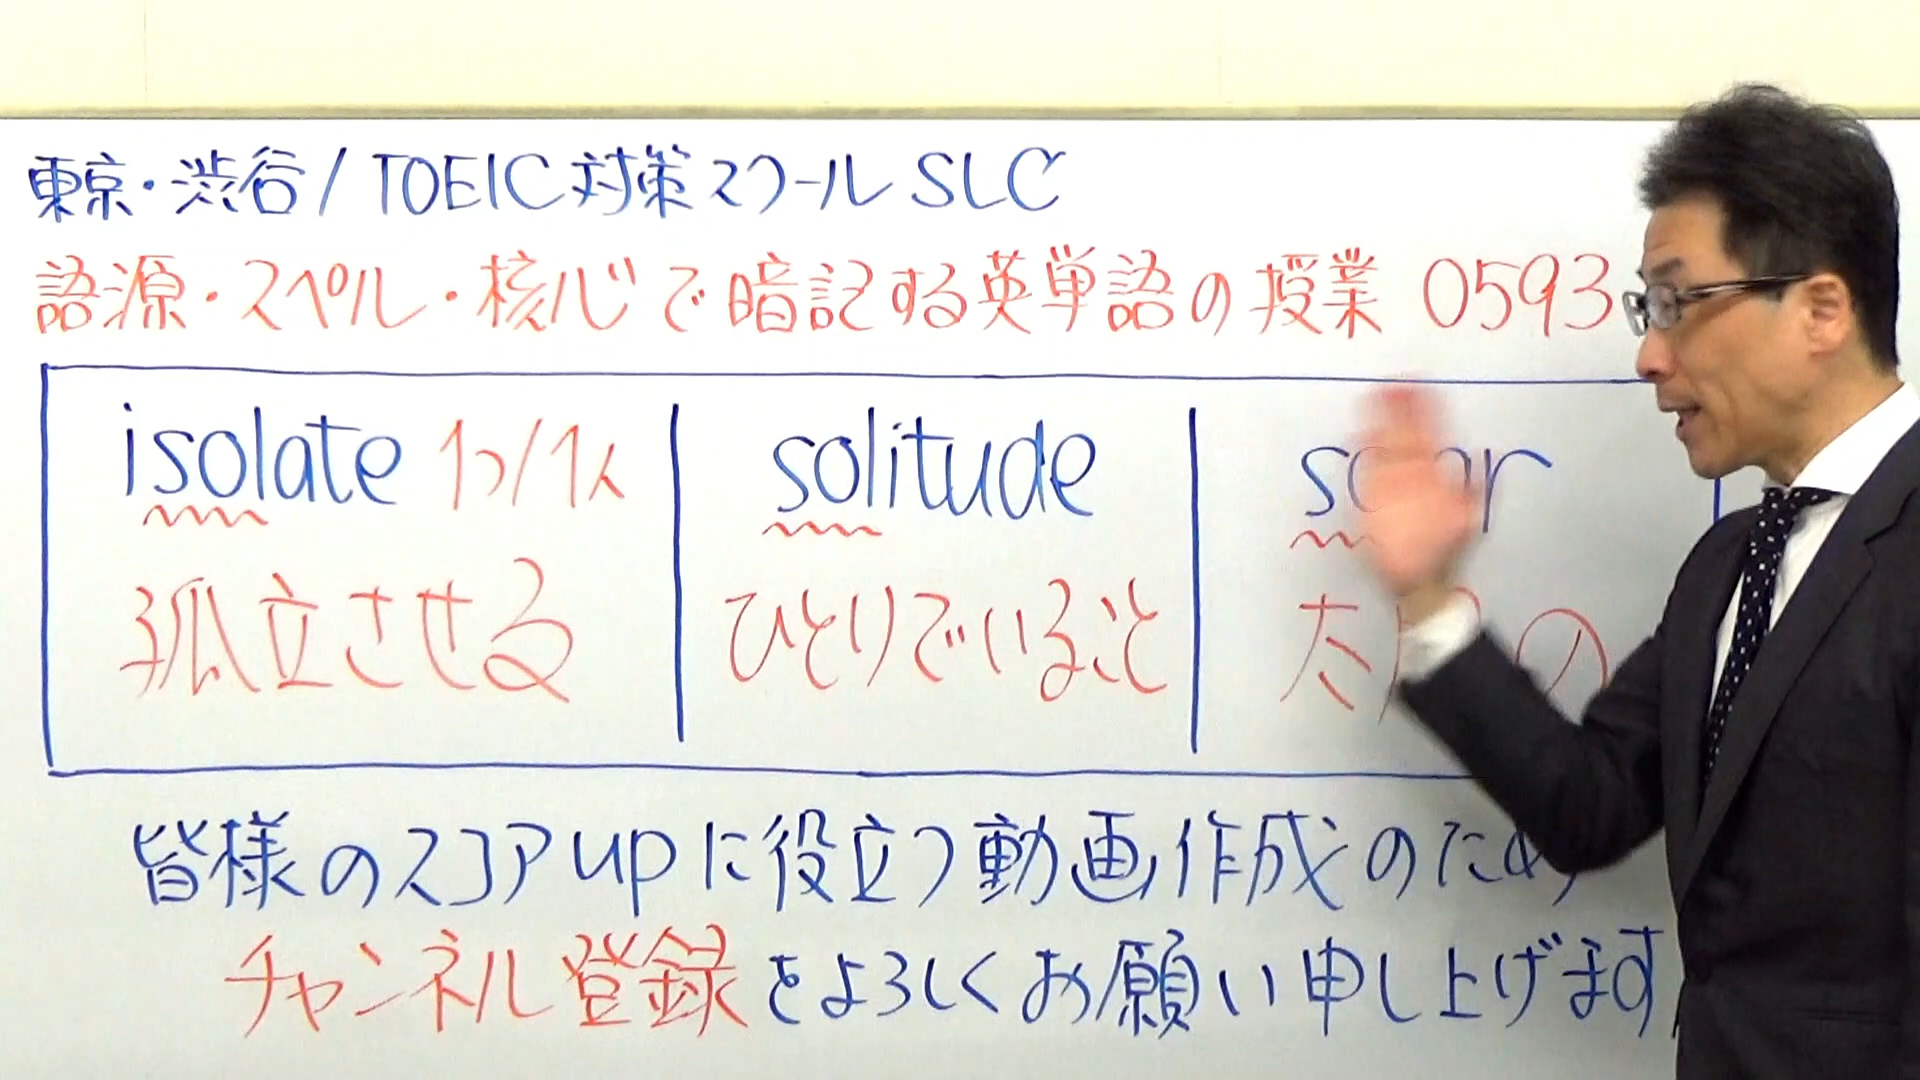 東京・渋谷/TOEIC対策スクールSLC
語源・スペル・核心で暗記する英単語の授業 0593
isolate 1つ/1人
孤立させる
solitude
ひとりでいること
皆様のスコアupに役立つ動画作成のため
チャンネル登録をよろしくお願い申し上げます